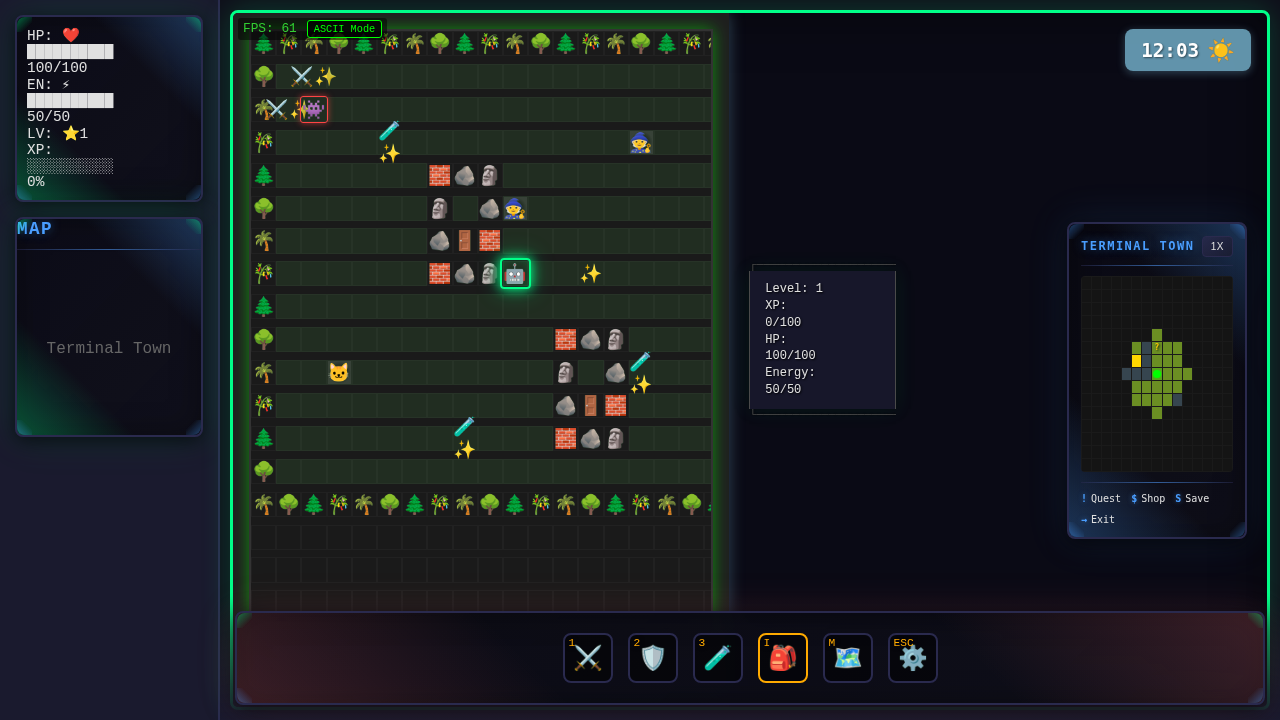 HP: ❤️
██████████
100/100
EN: ⚡
██████████
50/50
LV: ⭐1
XP:
░░░░░░░░░░
0%
MAP
Terminal Town
FPS: 61 ASCII Mode
12:03 ☀️
Level: 1
XP:
0/100
HP:
100/100
Energy:
50/50
TERMINAL TOWN 1X
?
! Quest $ Shop S Save
→ Exit
1 2 3 I M ESC